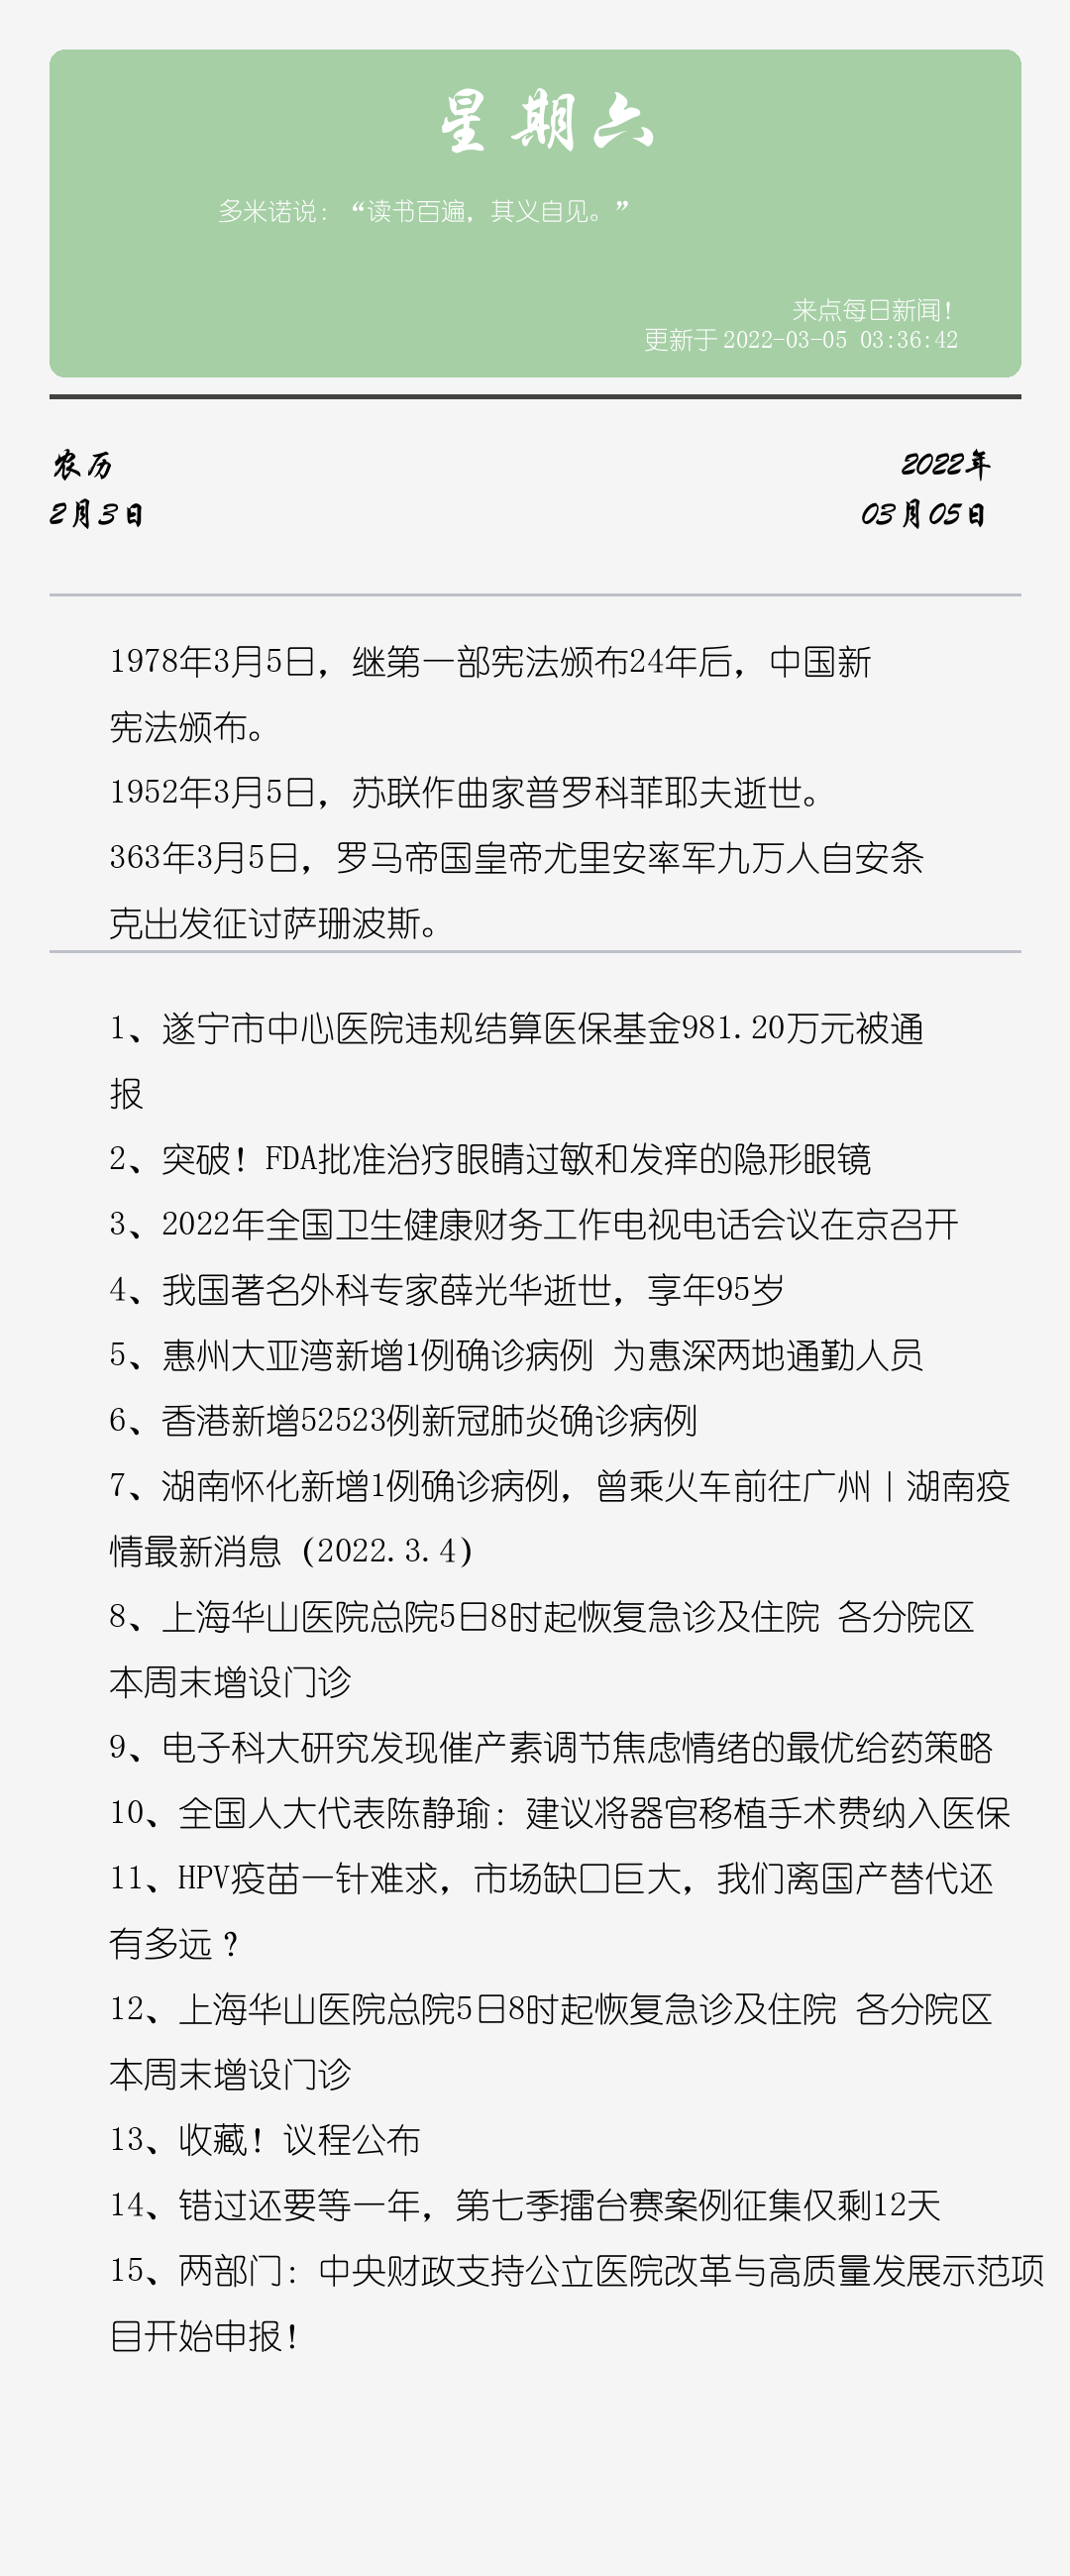 星期六
多米诺说：“读书百遍，其义自见。”
来点每日新闻！
更新于 2022-03-05 03:36:42
农历
2022年
2月3日
03月05日
1978年3月5日，继第一部宪法颁布24年后，中国新
宪法颁布。
1952年3月5日，苏联作曲家普罗科菲耶夫逝世。
363年3月5日，罗马帝国皇帝尤里安率军九万人自安条
克出发征讨萨珊波斯。
1、遂宁市中心医院违规结算医保基金981.20万元被通
报
2、突破！FDA批准治疗眼睛过敏和发痒的隐形眼镜
3、2022年全国卫生健康财务工作电视电话会议在京召开
4、我国著名外科专家薛光华逝世，享年95岁
5、惠州大亚湾新增1例确诊病例 为惠深两地通勤人员
6、香港新增52523例新冠肺炎确诊病例
7、湖南怀化新增1例确诊病例，曾乘火车前往广州丨湖南疫
情最新消息（2022.3.4）
8、上海华山医院总院5日8时起恢复急诊及住院 各分院区
本周末增设门诊
9、电子科大研究发现催产素调节焦虑情绪的最优给药策略
10、全国人大代表陈静瑜：建议将器官移植手术费纳入医保
11、HPV疫苗一针难求，市场缺口巨大，我们离国产替代还
有多远？
12、上海华山医院总院5日8时起恢复急诊及住院 各分院区
本周末增设门诊
13、收藏！议程公布
14、错过还要等一年，第七季擂台赛案例征集仅剩12天
15、两部门：中央财政支持公立医院改革与高质量发展示范项
目开始申报！